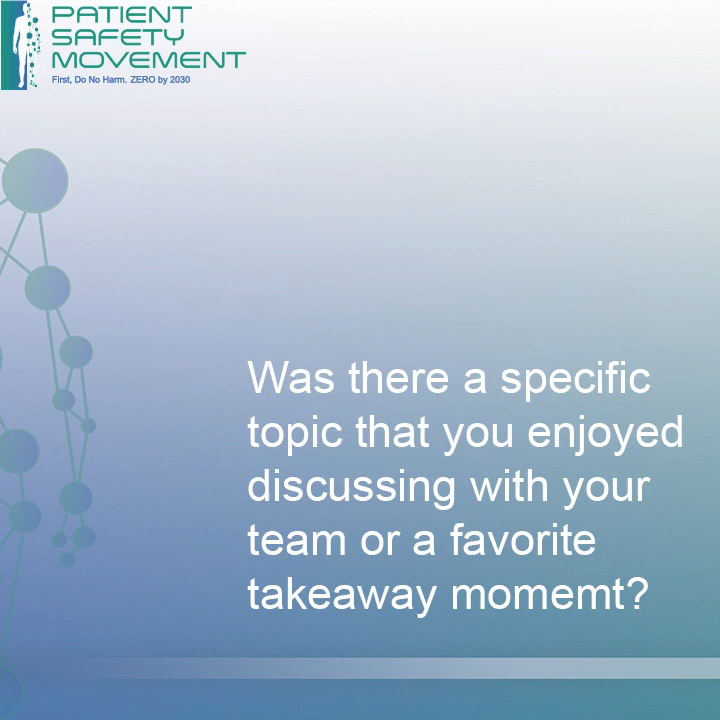 PATIENT
SAFETY
MOVEMENT
First, Do No Harm. ZERO by 2030
Was there a specific
topic that you enjoyed
discussing with your
team or a favorite
takeaway momemt?